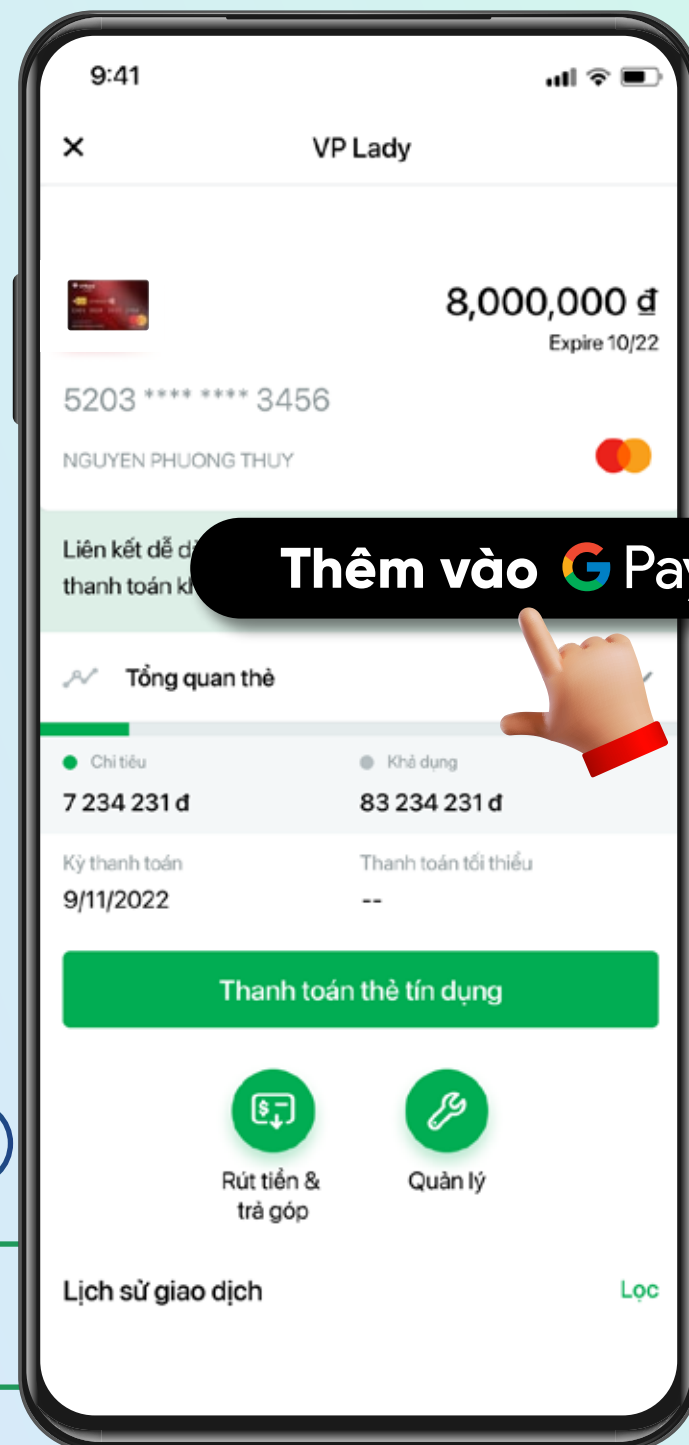 9:41
VP Lady
8,000,000 đ
Expire 10/22
5203 **** **** 3456
NGUYEN PHUONG THUY
Liên kết dễ
thanh toán
Thêm vào G Pay
Tổng quan thẻ
Chi tiêu
Khả dụng
7 234 231 đ
83 234 231 đ
Kỳ thanh toán
Thanh toán tối thiểu
9/11/2022
--
Thanh toán thẻ tín dụng
Rút tiền &
trả góp
Quản lý
Lịch sử giao dịch
Lọc